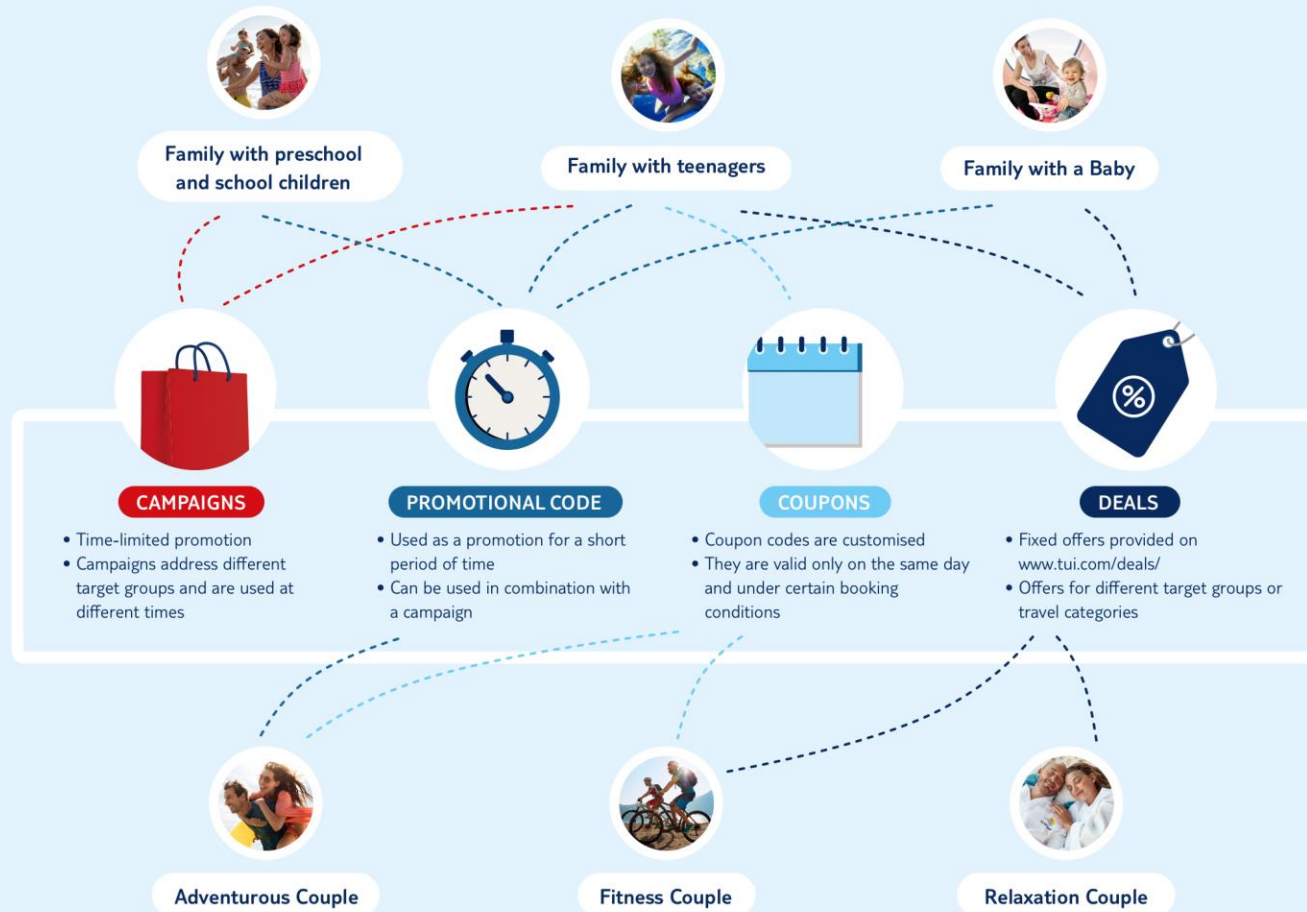 Family with preschool
and school children
Family with teenagers
Family with a Baby
CAMPAIGNS
• Time-limited promotion
• Campaigns address different
target groups and are used at
different times
PROMOTIONAL CODE
• Used as a promotion for a short
period of time
• Can be used in combination with
a campaign
COUPONS
• Coupon codes are customised
• They are valid only on the same day
and under certain booking
conditions
%
DEALS
• Fixed offers provided on
www.tui.com/deals/
• Offers for different target groups or
travel categories
Adventurous Couple
Fitness Couple
Relaxation Couple